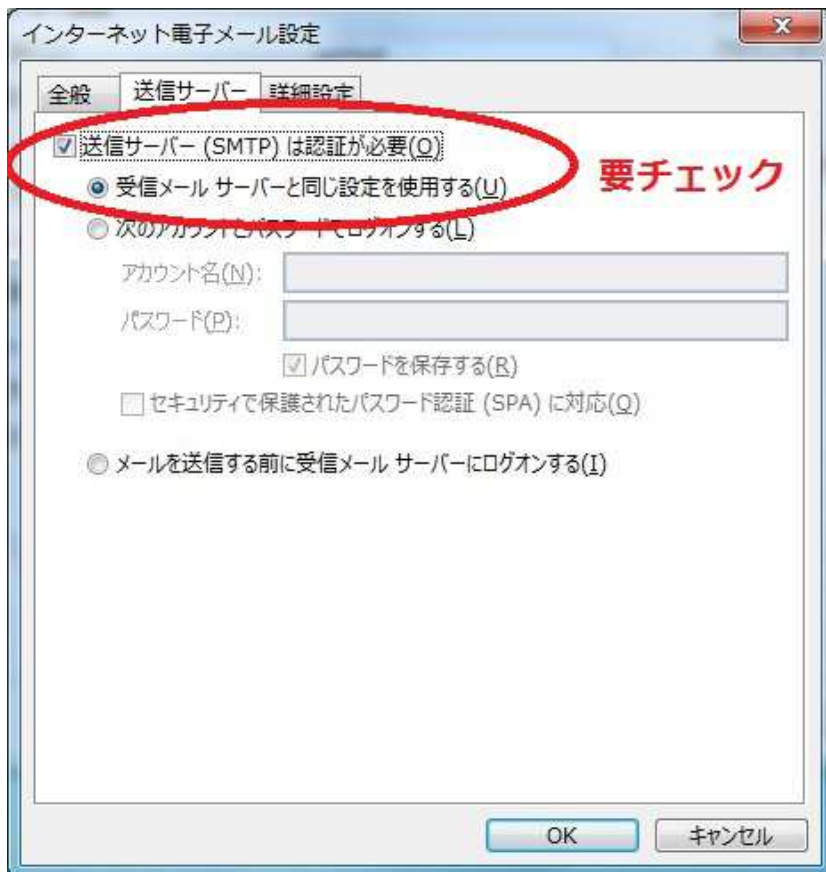 インターネット電子メール設定
全般 送信サーバー 詳細設定
送信サーバー (SMTP) は認証が必要(O)
要チェック
受信メール サーバーと同じ設定を使用する(U)
次のアカウントとパスワードでログオンする(L)
アカウント名(N):
パスワード(P):
パスワードを保存する(R)
セキュリティで保護されたパスワード認証 (SPA) に対応(Q)
メールを送信する前に受信メール サーバーにログオンする(I)
OK キャンセル